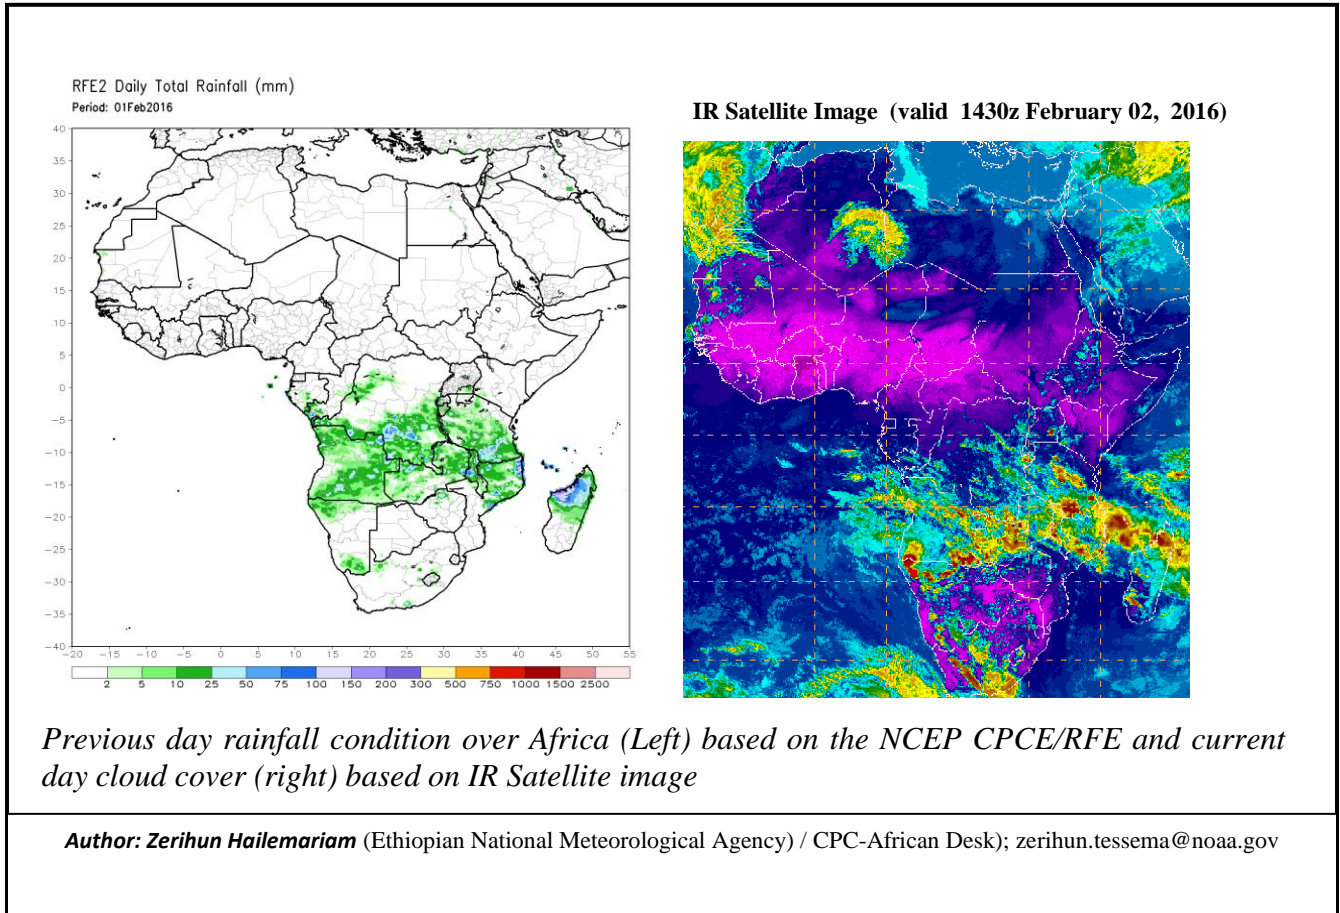 RFE2 Daily Total Rainfall (mm)
Period: 01Feb2016
40
35
30
25
20
15
10
5
0
−5
−10
−15
−20
−25
−30
−35
−40
−20 −15 −10 −5 0 5 10 15 20 25 30 35 40 45 50 55
2 5 10 25 50 75 100 150 200 300 500 750 1000 1500 2500
IR Satellite Image (valid 1430z February 02, 2016)
Previous day rainfall condition over Africa (Left) based on the NCEP CPCE/RFE and current
day cloud cover (right) based on IR Satellite image
Author: Zerihun Hailemariam (Ethiopian National Meteorological Agency) / CPC-African Desk); zerihun.tessema@noaa.gov